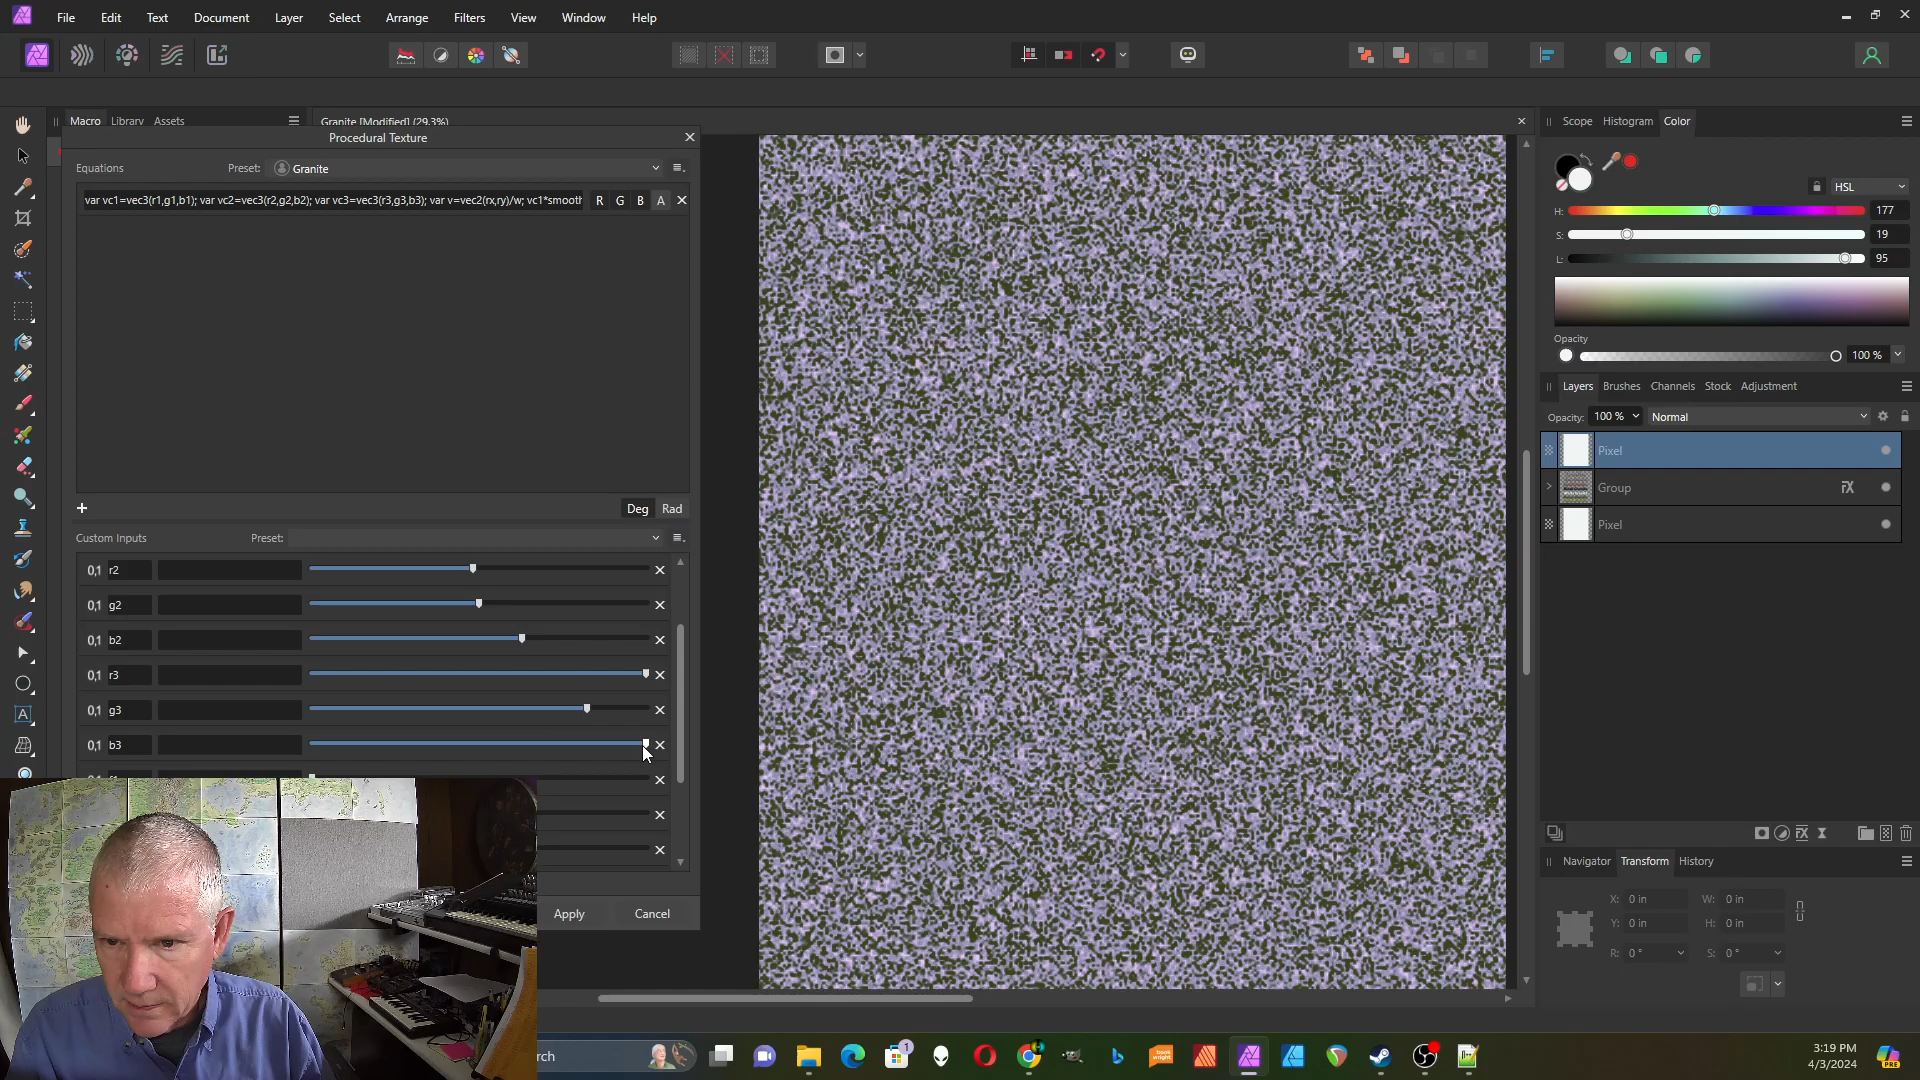 File Edit Text Document Layer Select Arrange Filters View Window Help
Macro Library Assets
Granite [Modified] (29.3%)
Scope Histogram Color
Procedural Texture
Equations Preset: Granite
var vc1=vec3(r1,g1,b1); var vc2=vec3(r2,g2,b2); var vc3=vec3(r3,g3,b3); var v=vec2(rx,ry)/w; vc1*smooth R G B A
HSL
H: 177
S: 19
L: 95
Opacity
100 %
Layers Brushes Channels Stock Adjustment
Opacity: 100 % Normal
Pixel
Group
Pixel
Deg Rad
Custom Inputs Preset:
0,1 r2
0,1 g2
0,1 b2
0,1 r3
0,1 g3
0,1 b3
Apply Cancel
Navigator Transform History
X: 0 in W: 0 in
Y: 0 in H: 0 in
R: 0 ° S: 0 °
rch
1
book
wright
PRE
3:19 PM
4/3/2024